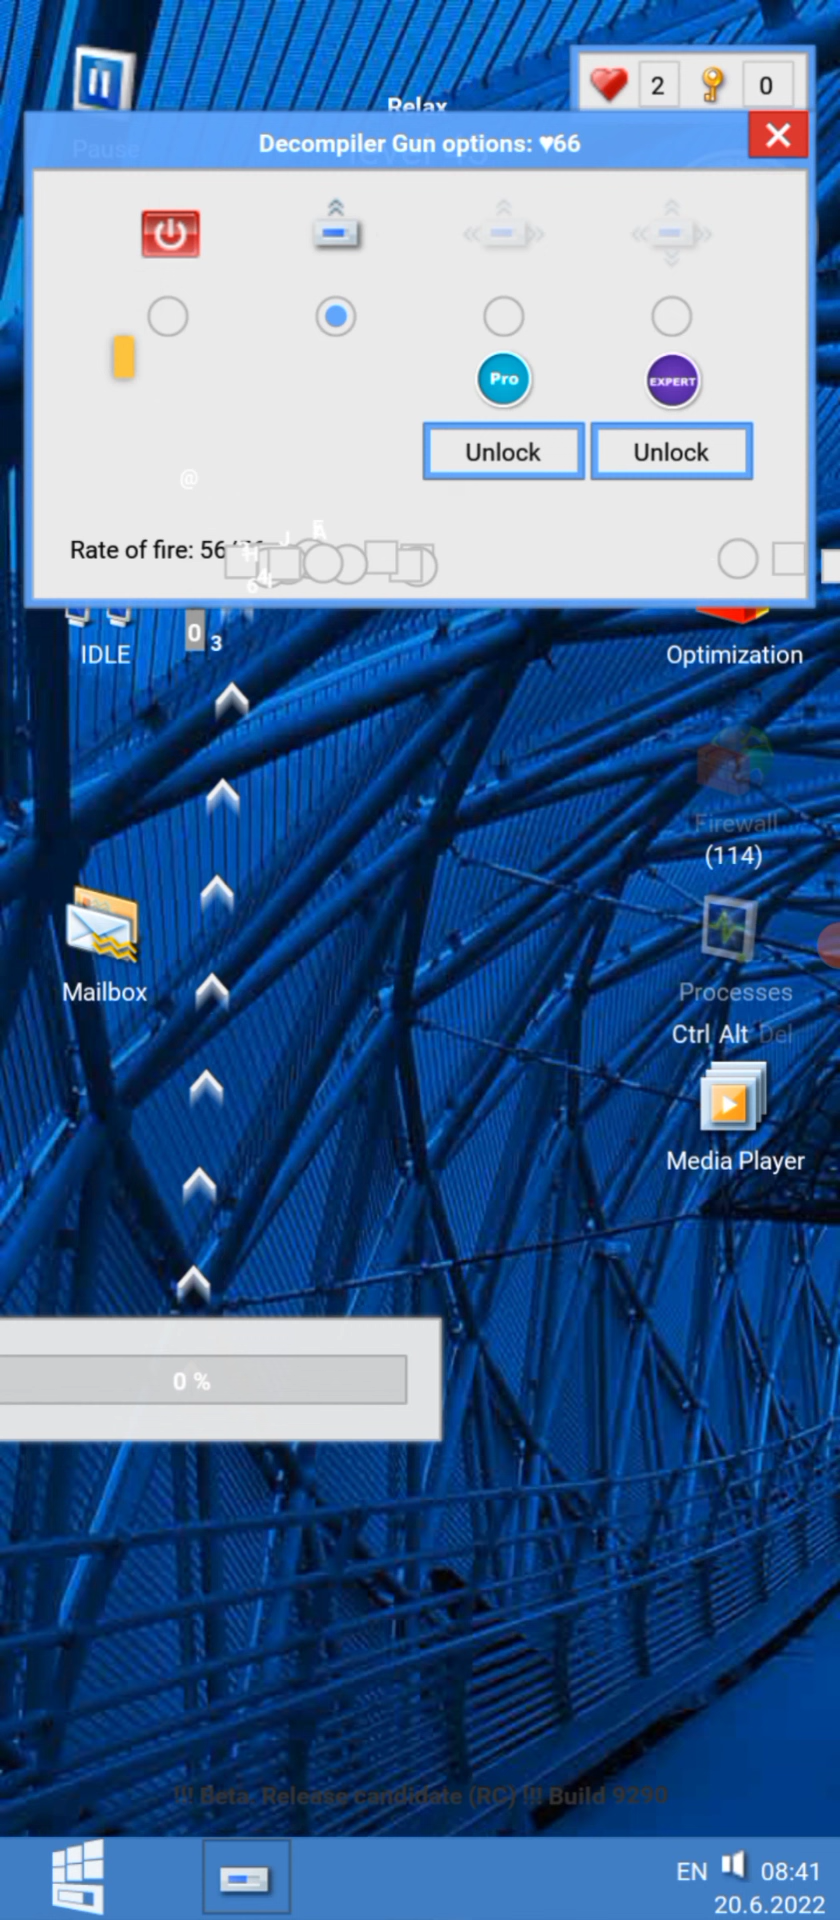 2 0
Relax
Pause
Decompiler Gun options: ♥66
Pro
EXPERT
Unlock Unlock
@
Rate of fire: 56
IDLE
0 3
Optimization
Firewall
(114)
Mailbox
Processes
Ctrl Alt Del
Media Player
0 %
!!! Beta. Release candidate (RC) !!! Build 9290
EN 08:41
20.6.2022